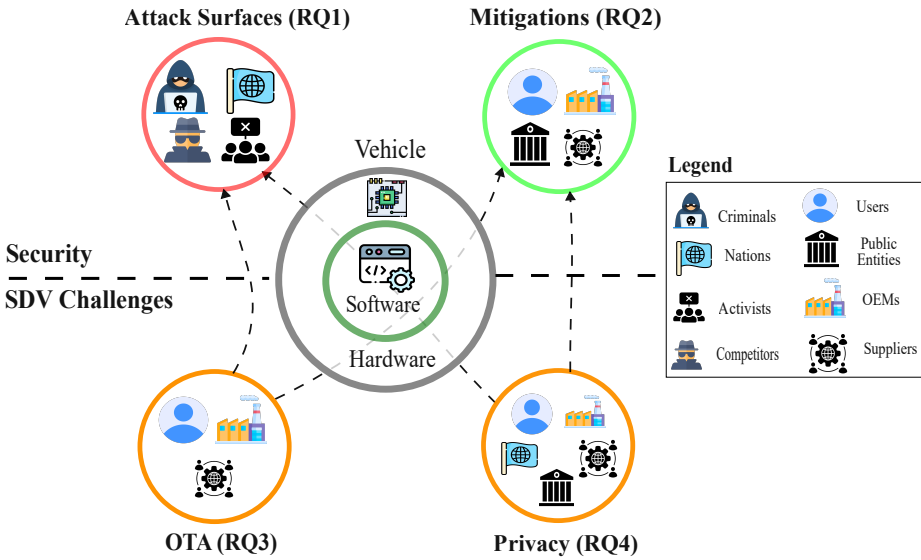 Attack Surfaces (RQ1)
Mitigations (RQ2)
Vehicle
Software
Hardware
Security
SDV Challenges
OTA (RQ3)
Privacy (RQ4)
Legend
Criminals
Users
Nations
Public
Entities
Activists
OEMs
Competitors
Suppliers